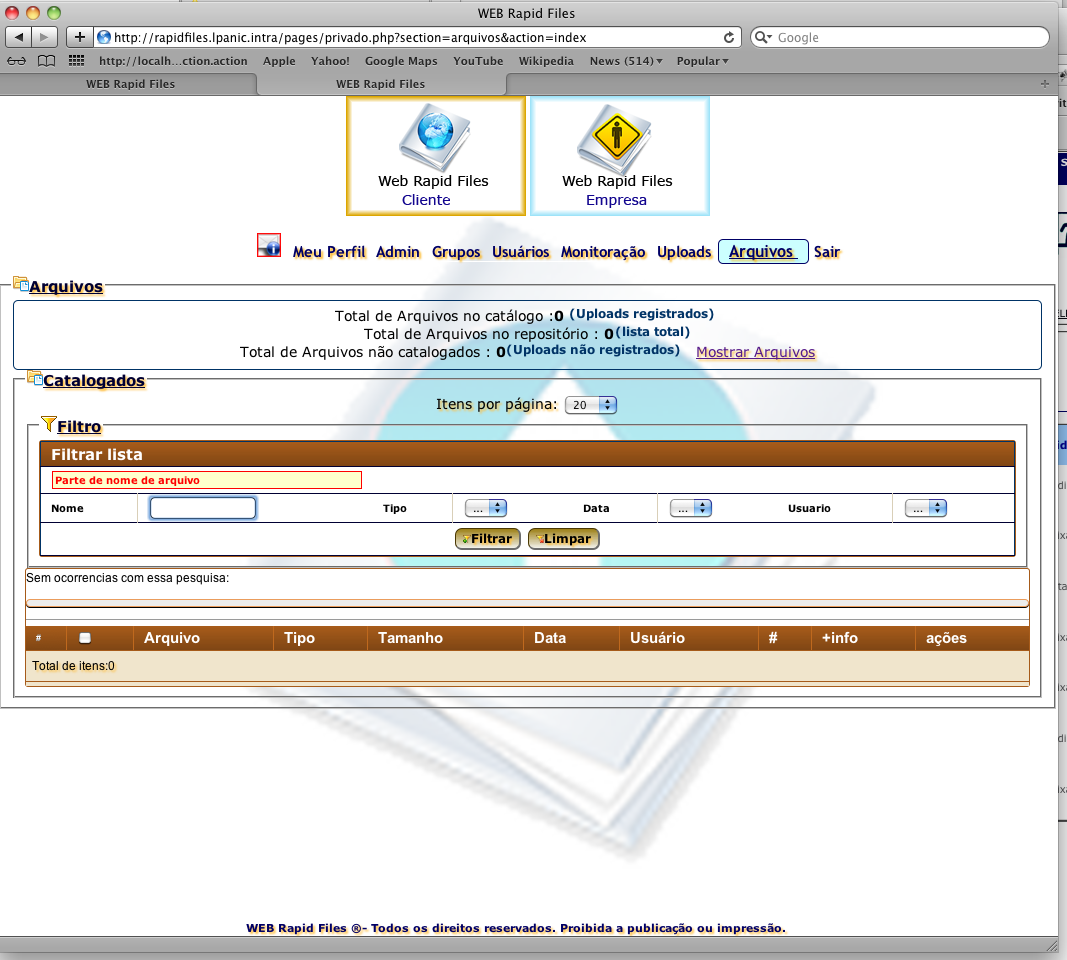 WEB Rapid Files
http://rapidfiles.lpanic.intra/pages/privado.php?section=arquivos&action=index
Google
http://localh...ction.action Apple Yahoo! Google Maps YouTube Wikipedia News (514) Popular
WEB Rapid Files WEB Rapid Files
Web Rapid Files
Cliente
Web Rapid Files
Empresa
Meu Perfil Admin Grupos Usuários Monitoração Uploads Arquivos Sair
Arquivos
Total de Arquivos no catálogo :0 (Uploads registrados)
Total de Arquivos no repositório : 0(lista total)
Total de Arquivos não catalogados : 0(Uploads não registrados) Mostrar Arquivos
Catalogados
Itens por página: 20
Filtro
Filtrar lista
Parte de nome de arquivo
Nome Tipo ... Data ... Usuario ...
Filtrar Limpar
Sem ocorrencias com essa pesquisa:
# Arquivo Tipo Tamanho Data Usuário # +info ações
Total de itens:0
WEB Rapid Files ®- Todos os direitos reservados. Proibida a publicação ou impressão.